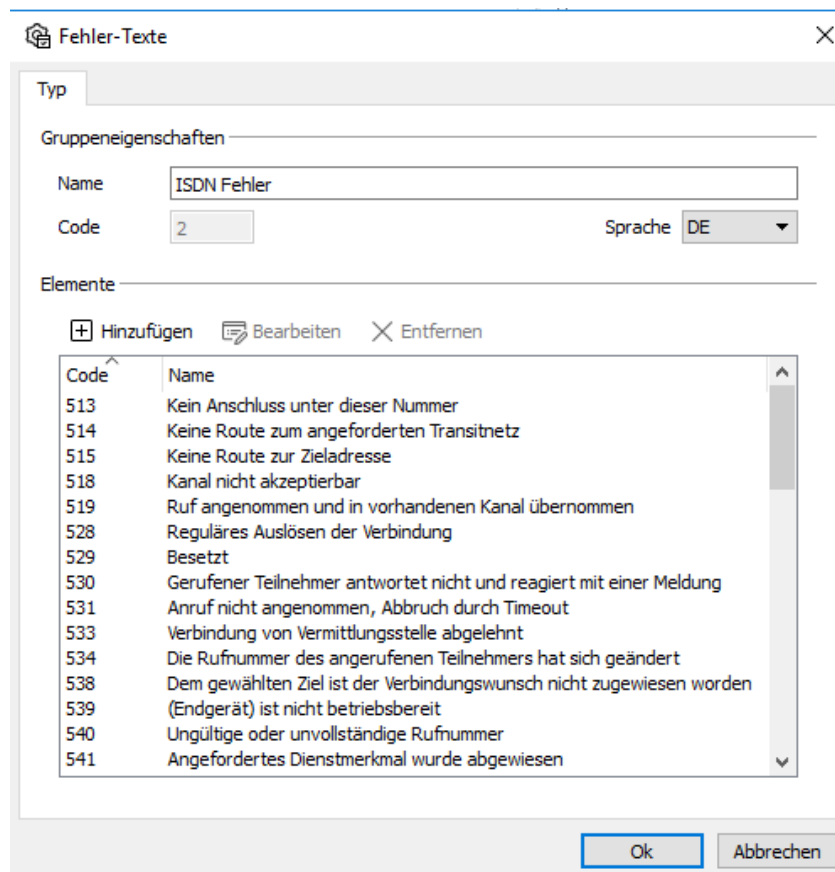 Fehler-Texte
Typ
Gruppeneigenschaften
Name ISDN Fehler
Code 2 Sprache DE
Elemente
Hinzufügen Bearbeiten Entfernen
Code Name
513 Kein Anschluss unter dieser Nummer
514 Keine Route zum angeforderten Transitnetz
515 Keine Route zur Zieladresse
518 Kanal nicht akzeptierbar
519 Ruf angenommen und in vorhandenen Kanal übernommen
528 Reguläres Auslösen der Verbindung
529 Besetzt
530 Gerufener Teilnehmer antwortet nicht und reagiert mit einer Meldung
531 Anruf nicht angenommen, Abbruch durch Timeout
533 Verbindung von Vermittlungsstelle abgelehnt
534 Die Rufnummer des angerufenen Teilnehmers hat sich geändert
538 Dem gewählten Ziel ist der Verbindungswunsch nicht zugewiesen worden
539 (Endgerät) ist nicht betriebsbereit
540 Ungültige oder unvollständige Rufnummer
541 Angefordertes Dienstmerkmal wurde abgewiesen
Ok Abbrechen